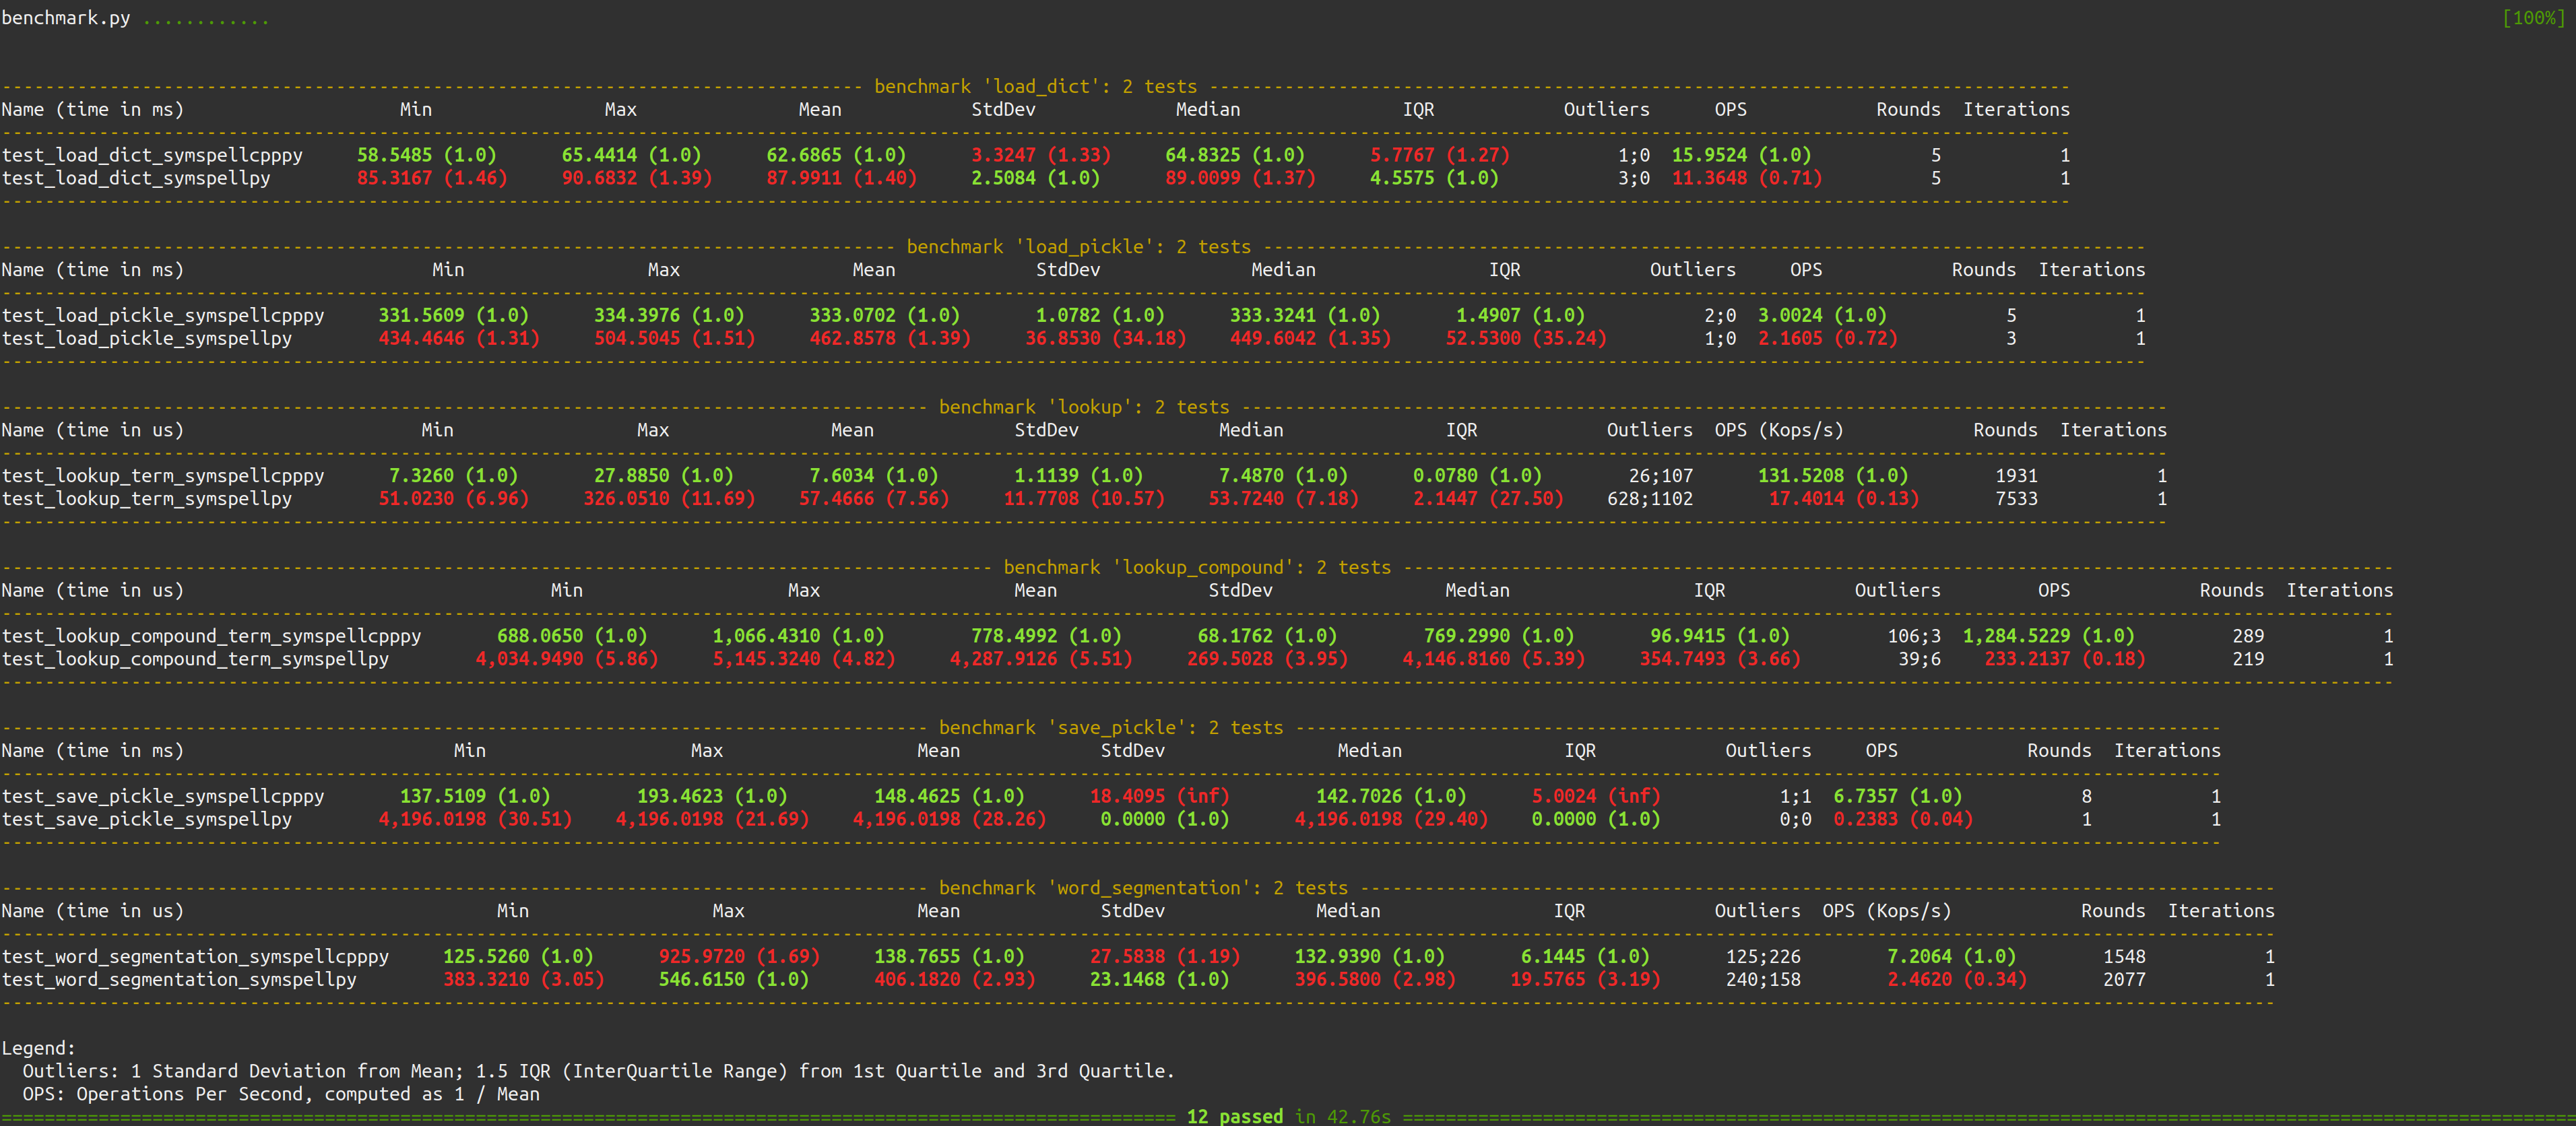 benchmark.py ............ [100%]
------------------------------------------------------------------------------- benchmark 'load_dict': 2 tests -------------------------------------------------------------------------------
Name (time in ms) Min Max Mean StdDev Median IQR Outliers OPS Rounds Iterations
test_load_dict_symspellcpppy 58.5485 (1.0) 65.4414 (1.0) 62.6865 (1.0) 3.3247 (1.33) 64.8325 (1.0) 5.7767 (1.27) 1;0 15.9524 (1.0) 5 1
test_load_dict_symspellpy 85.3167 (1.46) 90.6832 (1.39) 87.9911 (1.40) 2.5084 (1.0) 89.0099 (1.37) 4.5575 (1.0) 3;0 11.3648 (0.71) 5 1
---------------------------------------------------------------------------------- benchmark 'load_pickle': 2 tests ----------------------------------------------------------------------------------
Name (time in ms) Min Max Mean StdDev Median IQR Outliers OPS Rounds Iterations
test_load_pickle_symspellcpppy 331.5609 (1.0) 334.3976 (1.0) 333.0702 (1.0) 1.0782 (1.0) 333.3241 (1.0) 1.4907 (1.0) 2;0 3.0024 (1.0) 5 1
test_load_pickle_symspellpy 434.4646 (1.31) 504.5045 (1.51) 462.8578 (1.39) 36.8530 (34.18) 449.6042 (1.35) 52.5300 (35.24) 1;0 2.1605 (0.72) 3 1
------------------------------------------------------------------------------------- benchmark 'lookup': 2 tests -------------------------------------------------------------------------------------
Name (time in us) Min Max Mean StdDev Median IQR Outliers OPS (Kops/s) Rounds Iterations
test_lookup_term_symspellcpppy 7.3260 (1.0) 27.8850 (1.0) 7.6034 (1.0) 1.1139 (1.0) 7.4870 (1.0) 0.0780 (1.0) 26;107 131.5208 (1.0) 1931 1
test_lookup_term_symspellpy 51.0230 (6.96) 326.0510 (11.69) 57.4666 (7.56) 11.7708 (10.57) 53.7240 (7.18) 2.1447 (27.50) 628;1102 17.4014 (0.13) 7533 1
------------------------------------------------------------------------------------------- benchmark 'lookup_compound': 2 tests -------------------------------------------------------------------------------------------
Name (time in us) Min Max Mean StdDev Median IQR Outliers OPS Rounds Iterations
test_lookup_compound_term_symspellcpppy 688.0650 (1.0) 1,066.4310 (1.0) 778.4992 (1.0) 68.1762 (1.0) 769.2990 (1.0) 96.9415 (1.0) 106;3 1,284.5229 (1.0) 289 1
test_lookup_compound_term_symspellpy 4,034.9490 (5.86) 5,145.3240 (4.82) 4,287.9126 (5.51) 269.5028 (3.95) 4,146.8160 (5.39) 354.7493 (3.66) 39;6 233.2137 (0.18) 219 1
------------------------------------------------------------------------------------- benchmark 'save_pickle': 2 tests -------------------------------------------------------------------------------------
Name (time in ms) Min Max Mean StdDev Median IQR Outliers OPS Rounds Iterations
test_save_pickle_symspellcpppy 137.5109 (1.0) 193.4623 (1.0) 148.4625 (1.0) 18.4095 (inf) 142.7026 (1.0) 5.0024 (inf) 1;1 6.7357 (1.0) 8 1
test_save_pickle_symspellpy 4,196.0198 (30.51) 4,196.0198 (21.69) 4,196.0198 (28.26) 0.0000 (1.0) 4,196.0198 (29.40) 0.0000 (1.0) 0;0 0.2383 (0.04) 1 1
------------------------------------------------------------------------------------- benchmark 'word_segmentation': 2 tests -------------------------------------------------------------------------------------
Name (time in us) Min Max Mean StdDev Median IQR Outliers OPS (Kops/s) Rounds Iterations
test_word_segmentation_symspellcpppy 125.5260 (1.0) 925.9720 (1.69) 138.7655 (1.0) 27.5838 (1.19) 132.9390 (1.0) 6.1445 (1.0) 125;226 7.2064 (1.0) 1548 1
test_word_segmentation_symspellpy 383.3210 (3.05) 546.6150 (1.0) 406.1820 (2.93) 23.1468 (1.0) 396.5800 (2.98) 19.5765 (3.19) 240;158 2.4620 (0.34) 2077 1
Legend:
Outliers: 1 Standard Deviation from Mean; 1.5 IQR (InterQuartile Range) from 1st Quartile and 3rd Quartile.
OPS: Operations Per Second, computed as 1 / Mean
============ 12 passed in 42.76s ============